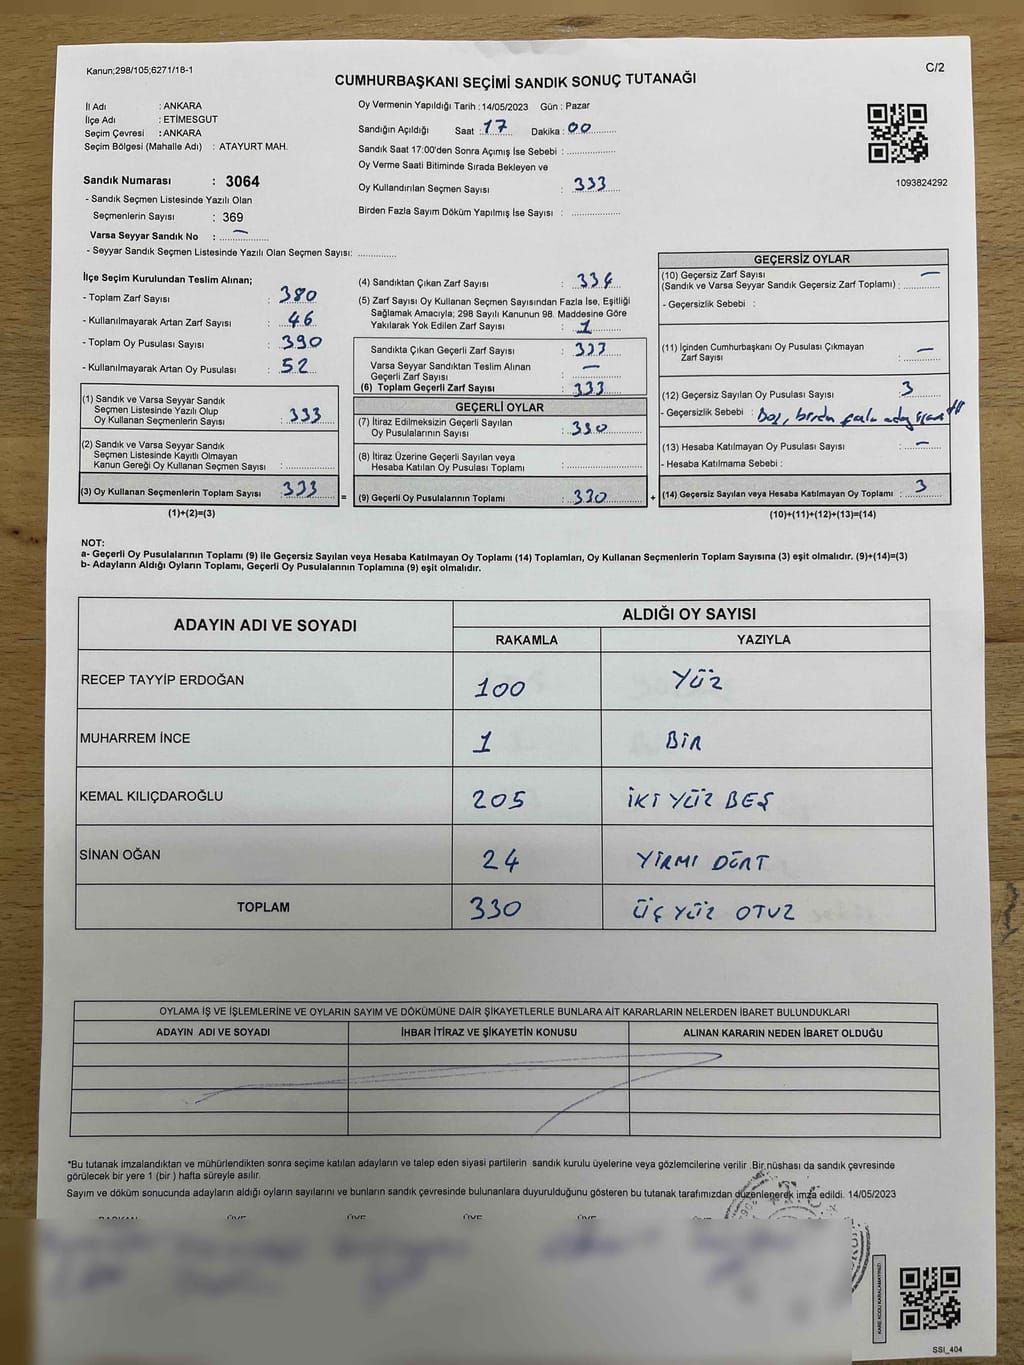 Kanun;298/105;6271/18-1
C/2
CUMHURBAŞKANI SEÇİMİ SANDIK SONUÇ TUTANAĞI
İl Adı : ANKARA
İlçe Adı : ETİMESGUT
Seçim Çevresi : ANKARA
Seçim Bölgesi (Mahalle Adı) : ATAYURT MAH.
Sandık Numarası : 3064
- Sandık Seçmen Listesinde Yazılı Olan
Seçmenlerin Sayısı : 369
Varsa Seyyar Sandık No : —
- Seyyar Sandık Seçmen Listesinde Yazılı Olan Seçmen Sayısı: ..............
Oy Vermenin Yapıldığı Tarih : 14/05/2023 Gün : Pazar
Sandığın Açıldığı Saat : 17 Dakika : 00
Sandık Saat 17:00'den Sonra Açımış İse Sebebi : ..............
Oy Verme Saati Bitiminde Sırada Bekleyen ve
Oy Kullandırılan Seçmen Sayısı : 333
Birden Fazla Sayım Döküm Yapılmış İse Sayısı : ..............
1093824292
İlçe Seçim Kurulundan Teslim Alınan;
- Toplam Zarf Sayısı : 380
- Kullanılmayarak Artan Zarf Sayısı : 46
- Toplam Oy Pusulası Sayısı : 390
- Kullanılmayarak Artan Oy Pusulası : 52
(1) Sandık ve Varsa Seyyar Sandık
Seçmen Listesinde Yazılı Olup
Oy Kullanan Seçmenlerin Sayısı : 333
(2) Sandık ve Varsa Seyyar Sandık
Seçmen Listesinde Kayıtlı Olmayan
Kanun Gereği Oy Kullanan Seçmen Sayısı : ..............
(3) Oy Kullanan Seçmenlerin Toplam Sayısı : 333
(1)+(2)=(3)
=
(4) Sandıktan Çıkan Zarf Sayısı : 334
(5) Zarf Sayısı Oy Kullanan Seçmen Sayısından Fazla İse, Eşitliği
Sağlamak Amacıyla; 298 Sayılı Kanunun 98. Maddesine Göre
Yakılarak Yok Edilen Zarf Sayısı : 1
Sandıkta Çıkan Geçerli Zarf Sayısı : 333
Varsa Seyyar Sandıktan Teslim Alınan
Geçerli Zarf Sayısı : —
(6) Toplam Geçerli Zarf Sayısı : 333
GEÇERLİ OYLAR
(7) İtiraz Edilmeksizin Geçerli Sayılan
Oy Pusulalarının Sayısı : 330
(8) İtiraz Üzerine Geçerli Sayılan veya
Hesaba Katılan Oy Pusulası Toplamı : ..............
(9) Geçerli Oy Pusulalarının Toplamı : 330
+
GEÇERSİZ OYLAR
(10) Geçersiz Zarf Sayısı —
(Sandık ve Varsa Seyyar Sandık Geçersiz Zarf Toplamı) : ..........
- Geçersizlik Sebebi :
(11) İçinden Cumhurbaşkanı Oy Pusulası Çıkmayan —
Zarf Sayısı : ..........
(12) Geçersiz Sayılan Oy Pusulası Sayısı : 3
- Geçersizlik Sebebi : Boş, birden fazla aday
(13) Hesaba Katılmayan Oy Pusulası Sayısı : —
- Hesaba Katılmama Sebebi :
(14) Geçersiz Sayılan veya Hesaba Katılmayan Oy Toplamı : 3
(10)+(11)+(12)+(13)=(14)
NOT:
a- Geçerli Oy Pusulalarının Toplamı (9) ile Geçersiz Sayılan veya Hesaba Katılmayan Oy Toplamı (14) Toplamları, Oy Kullanan Seçmenlerin Toplam Sayısına (3) eşit olmalıdır. (9)+(14)=(3)
b- Adayların Aldığı Oyların Toplamı, Geçerli Oy Pusulalarının Toplamına (9) eşit olmalıdır.
ADAYIN ADI VE SOYADI
ALDIĞI OY SAYISI
RAKAMLA YAZIYLA
RECEP TAYYİP ERDOĞAN 100 YÜZ
MUHARREM İNCE 1 BİR
KEMAL KILIÇDAROĞLU 205 İKİ YÜZ BEŞ
SİNAN OĞAN 24 YİRMİ DÖRT
TOPLAM 330 ÜÇ YÜZ OTUZ
OYLAMA İŞ VE İŞLEMLERİNE VE OYLARIN SAYIM VE DÖKÜMÜNE DAİR ŞİKAYETLERLE BUNLARA AİT KARARLARIN NELERDEN İBARET BULUNDUKLARI
ADAYIN ADI VE SOYADI İHBAR İTİRAZ VE ŞİKAYETİN KONUSU ALINAN KARARIN NEDEN İBARET OLDUĞU
*Bu tutanak imzalandıktan ve mühürlendikten sonra seçime katılan adayların ve talep eden siyasi partilerin sandık kurulu üyelerine veya gözlemcilerine verilir .Bir nüshası da sandık çevresinde
görülecek bir yere 1 (bir ) hafta süreyle asılır.
Sayım ve döküm sonucunda adayların aldığı oyların sayılarını ve bunların sandık çevresinde bulunanlara duyurulduğunu gösteren bu tutanak tarafımızdan düzenlenerek imza edildi. 14/05/2023
BAŞKAN ÜYE ÜYE ÜYE ÜYE ÜYE
KARE KODU KARALAMAYINIZ!
SSI_404